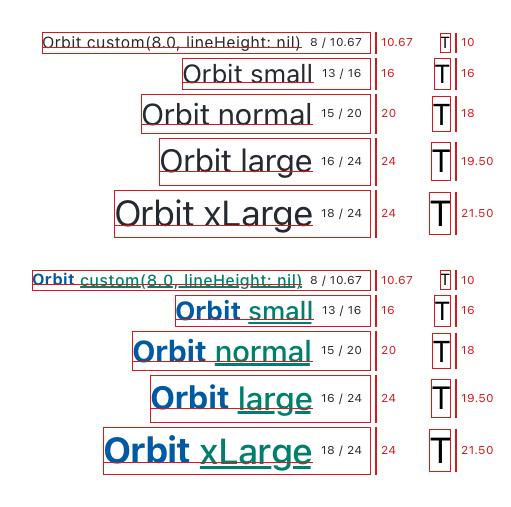 Orbit custom(8.0, lineHeight: nil) 8 / 10.67 10.67 T 10
Orbit small 13 / 16 16 T 16
Orbit normal 15 / 20 20 T 18
Orbit large 16 / 24 24 T 19.50
Orbit xLarge 18 / 24 24 T 21.50
Orbit custom(8.0, lineHeight: nil) 8 / 10.67 10.67 T 10
Orbit small 13 / 16 16 T 16
Orbit normal 15 / 20 20 T 18
Orbit large 16 / 24 24 T 19.50
Orbit xLarge 18 / 24 24 T 21.50